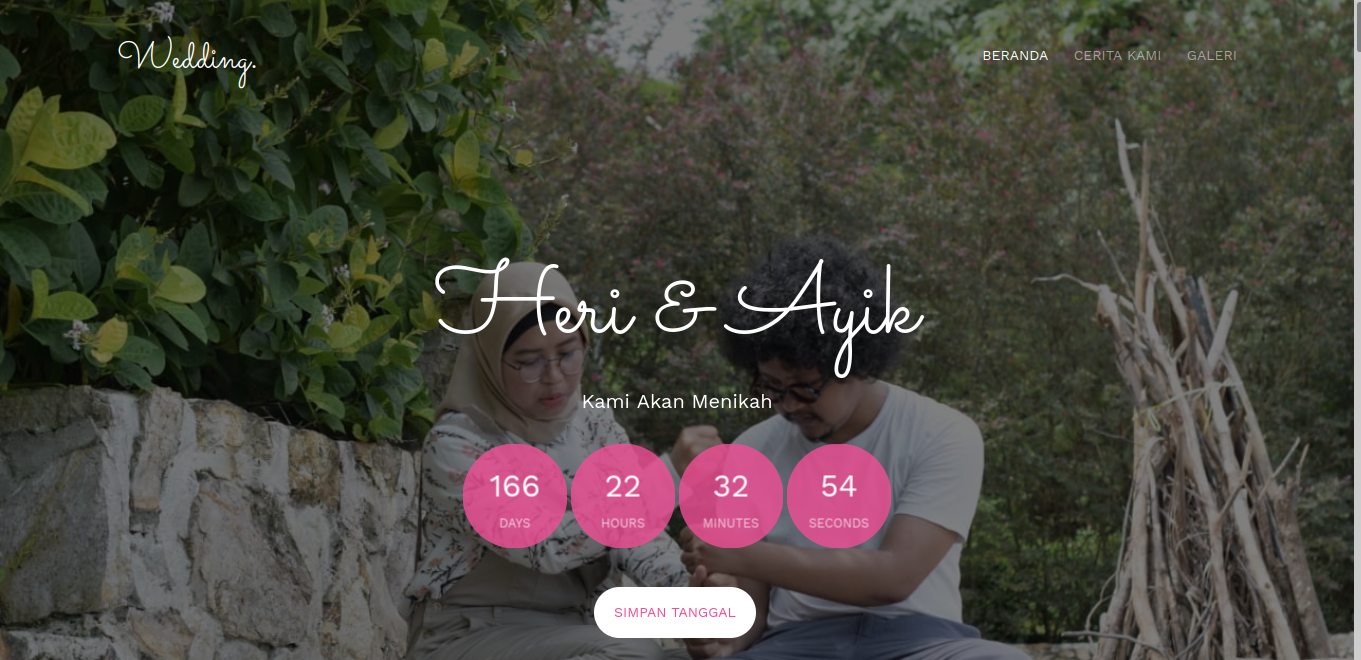 Wedding.
BERANDA CERITA KAMI GALERI
Heri & Ayik
Kami Akan Menikah
166 22 32 54
DAYS HOURS MINUTES SECONDS
SIMPAN TANGGAL